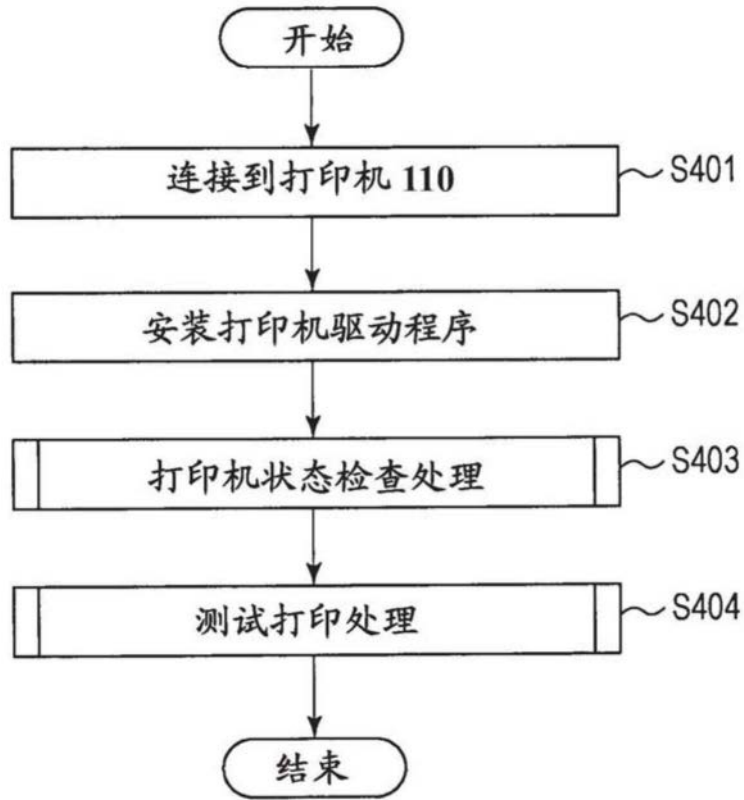 开始
连接到打印机 110
S401
安装打印机驱动程序
S402
打印机状态检查处理
S403
测试打印处理
S404
结束